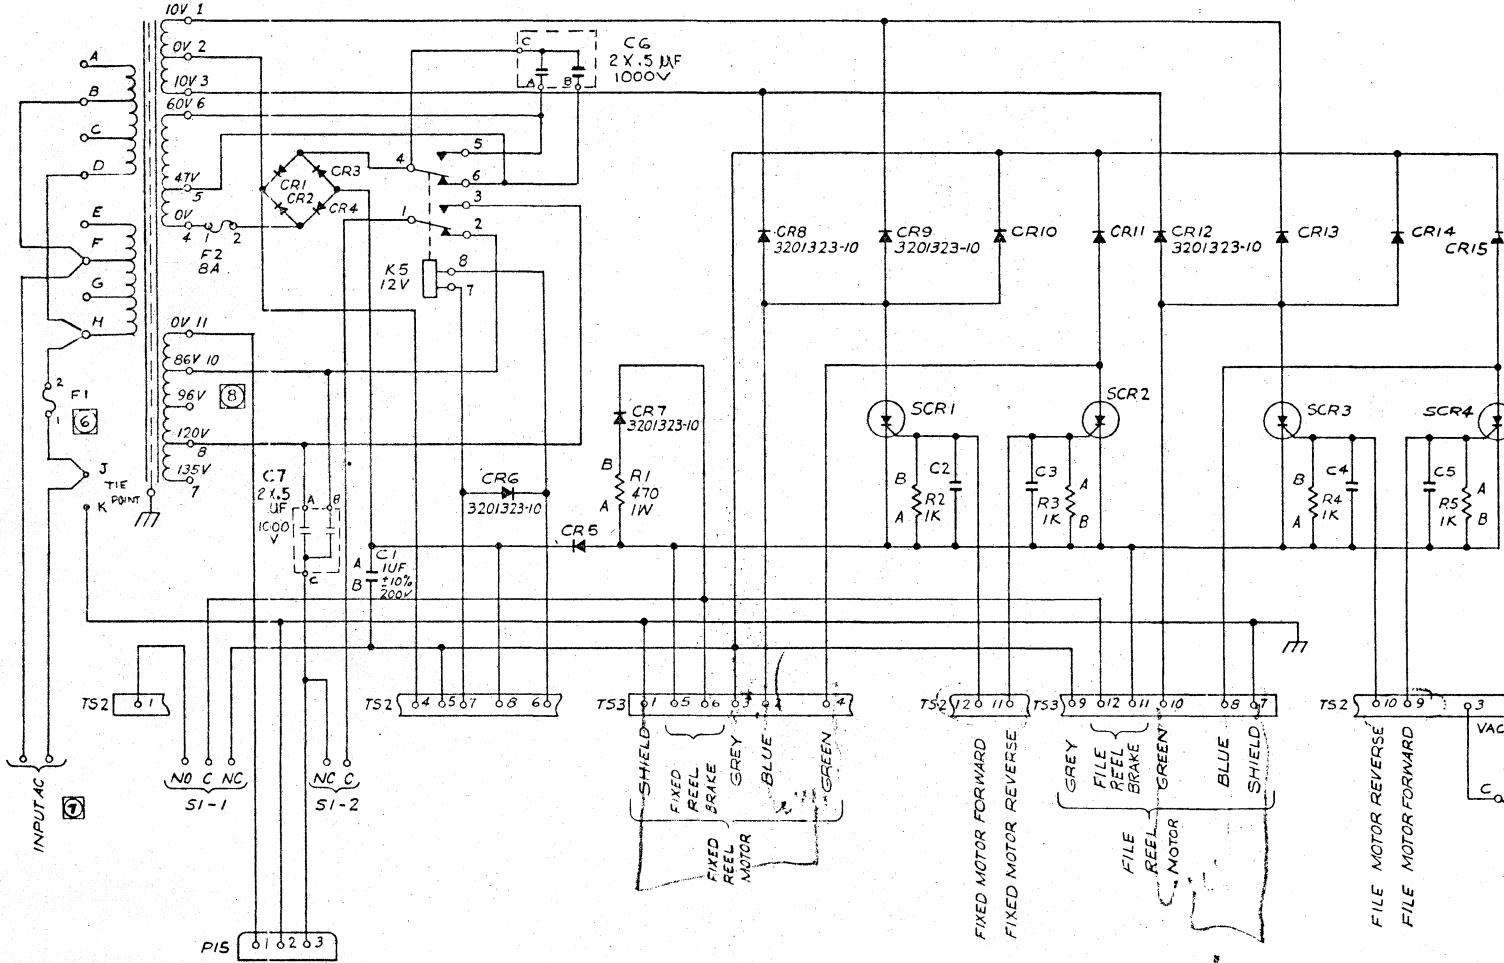 10V 1
0V 2
10V 3
60V 6
47V
5
0V
4
1
2
F2
8A
A
B
C
D
E
F
G
H
2
F1
1
6
J
TIE
POINT
K
0V 11
86V 10
96V
8
120V
8
135V
7
CR1
CR2
CR3
CR4
C
A
B
C6
2 X .5 µF
1000V
4
5
6
3
1
2
K5
12V
8
7
C7
2 X .5
UF
1000
V
A
B
C
CR6
3201323-10
CR5
A
B
C1
1UF
±10%
200V
CR7
3201323-10
B
A
R1
470
1W
CR8
3201323-10
CR9
3201323-10
CR10
CR11
CR12
3201323-10
CR13
CR14
CR15
SCR1
SCR2
SCR3
SCR4
B
A
R2
1K
C2
C3
R3
1K
A
B
B
A
R4
1K
C4
C5
R5
1K
A
B
TS2
1
TS2
4
5
7
8
6
TS3
1
5
6
3
2
4
TS2
12
11
TS3
9
12
11
10
8
7
TS2
10
9
3
VAC
C
INPUT AC
7
NO C NC
S1-1
NC C
S1-2
SHIELD
FIXED
REEL
BRAKE
GREY
BLUE
GREEN
FIXED
REEL
MOTOR
FIXED MOTOR FORWARD
FIXED MOTOR REVERSE
GREY
FILE
REEL
BRAKE
GREEN
BLUE
SHIELD
FILE
REEL
MOTOR
FILE MOTOR REVERSE
FILE MOTOR FORWARD
P15
1
2
3